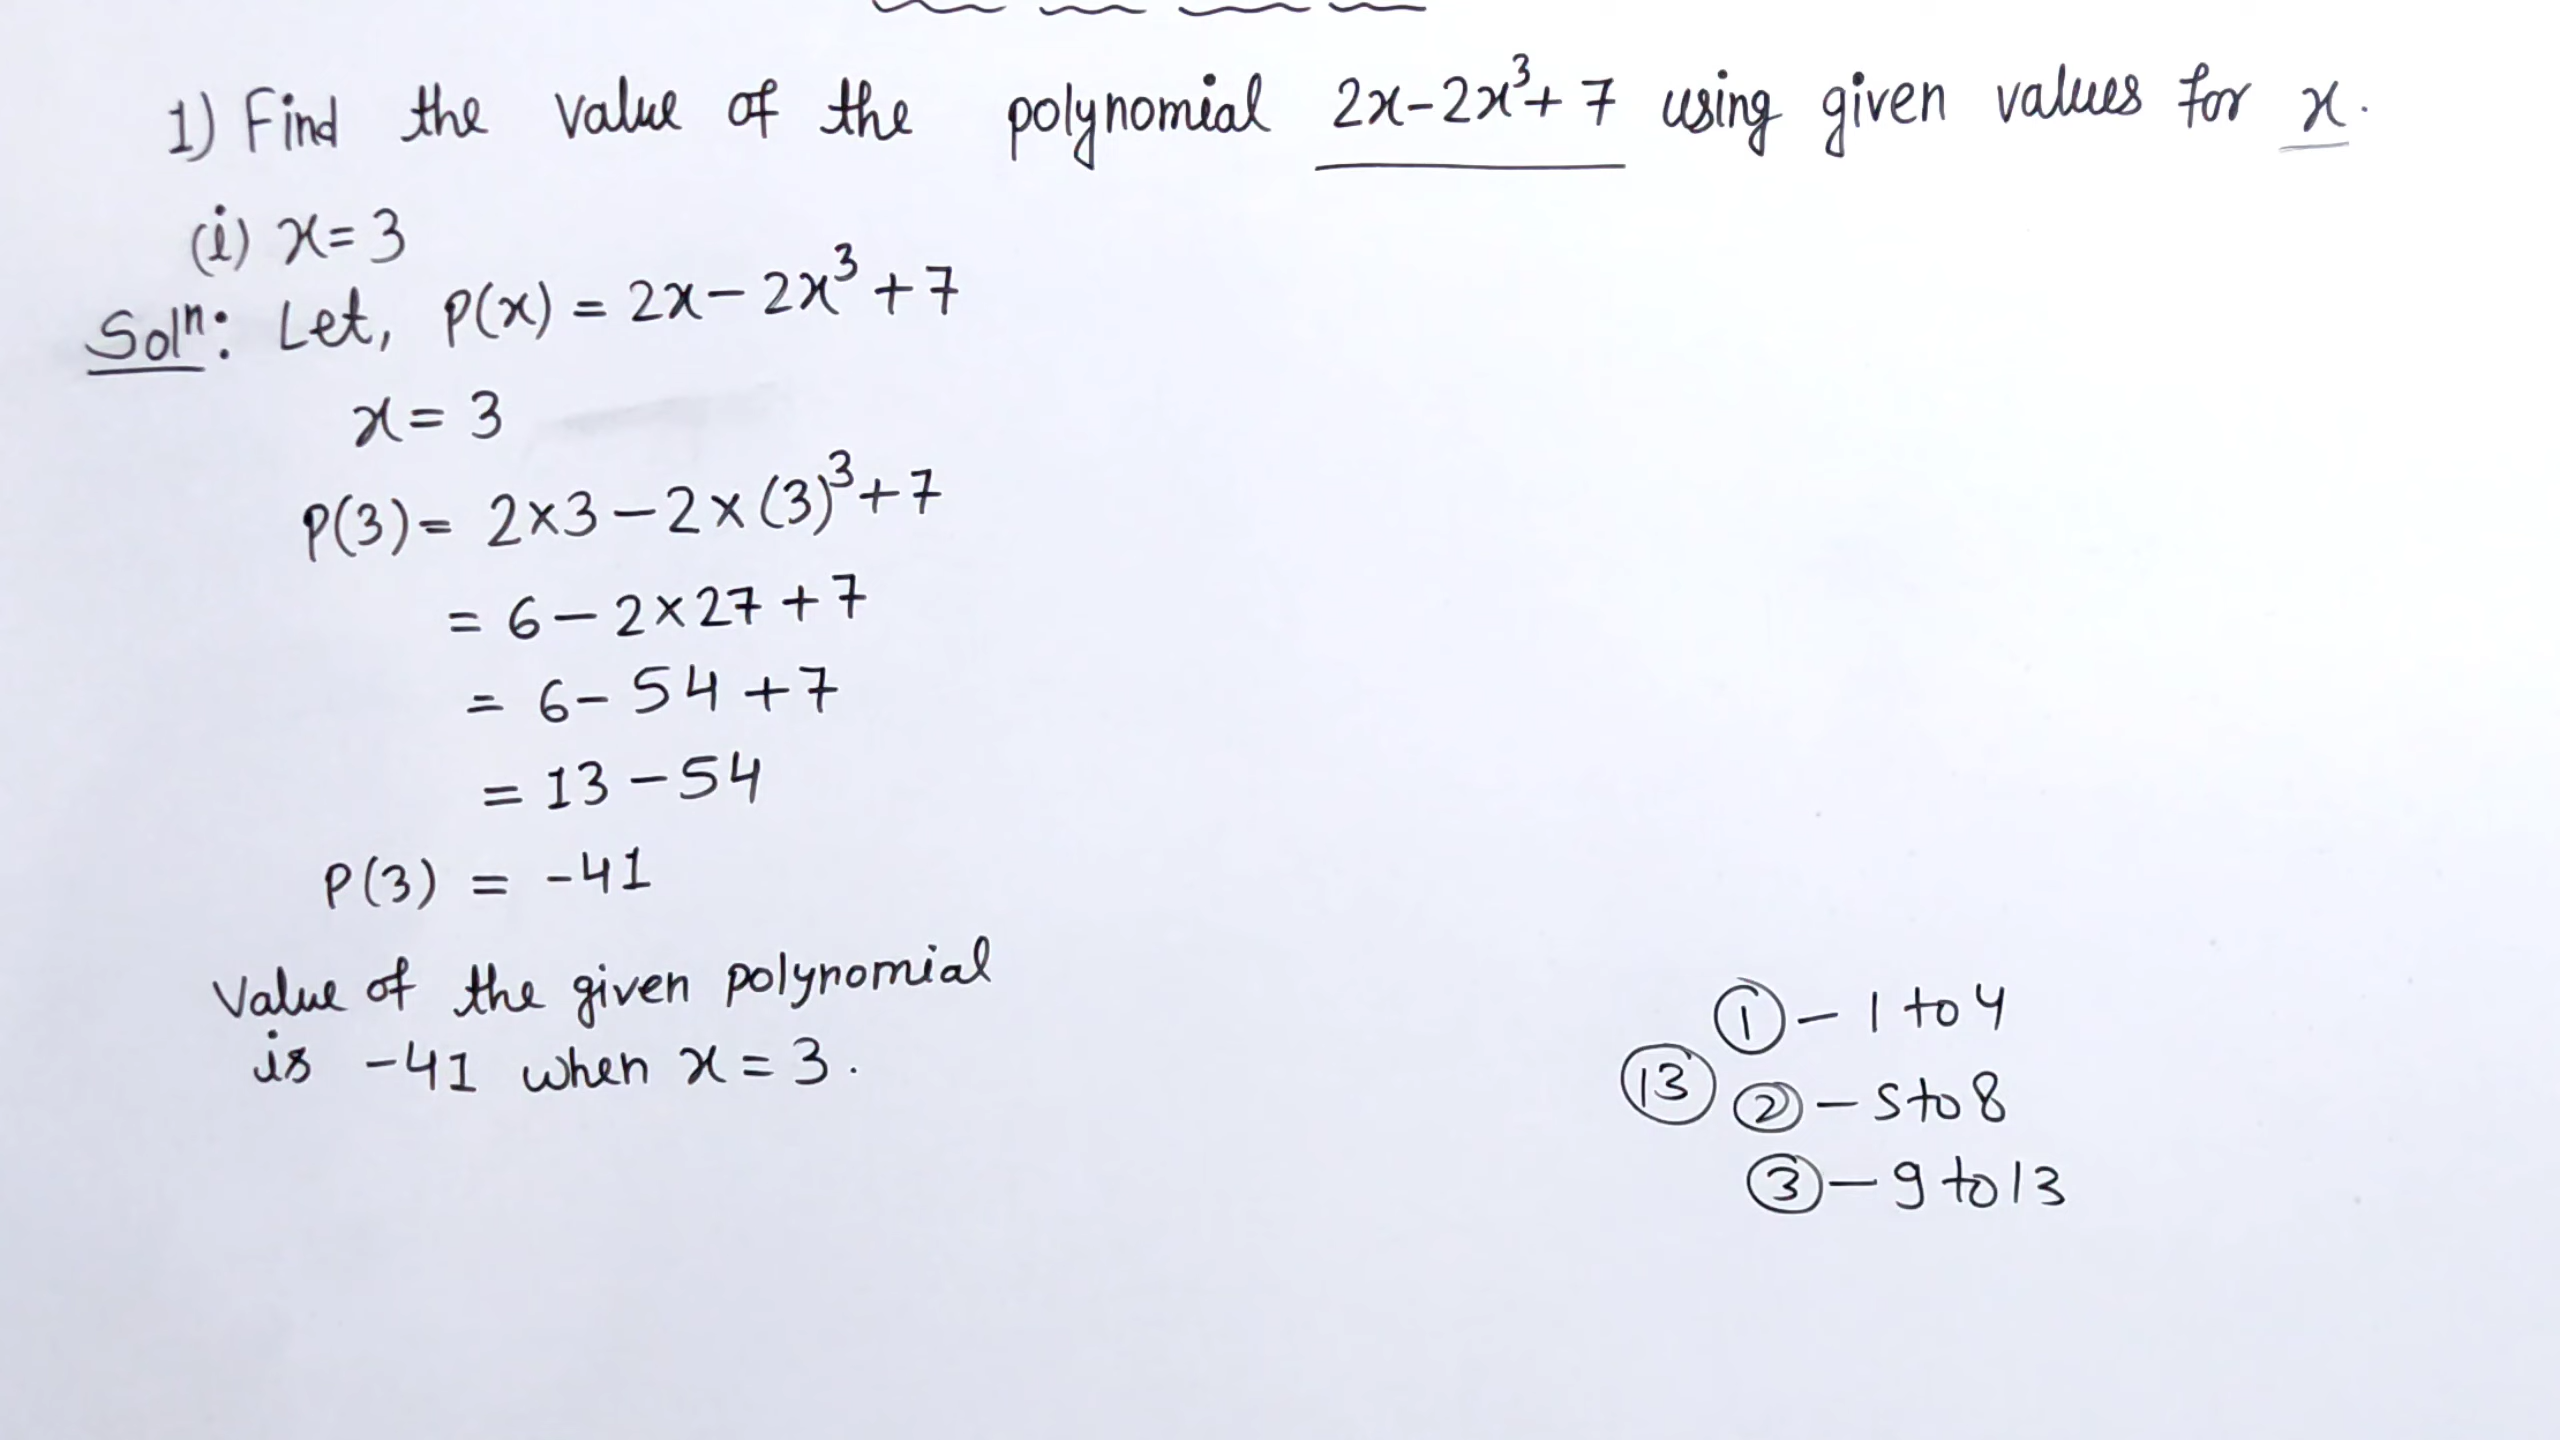 1) Find the value of the polynomial 2x-2x³+7 using given values for x.
(i) x=3
Solⁿ: Let, P(x) = 2x-2x³+7
x=3
P(3)= 2×3-2×(3)³+7
= 6-2×27+7
= 6-54+7
= 13-54
P(3) = -41
Value of the given polynomial
is -41 when x=3.
① - 1 to 4
⑬ ② - 5 to 8
③ - 9 to 13